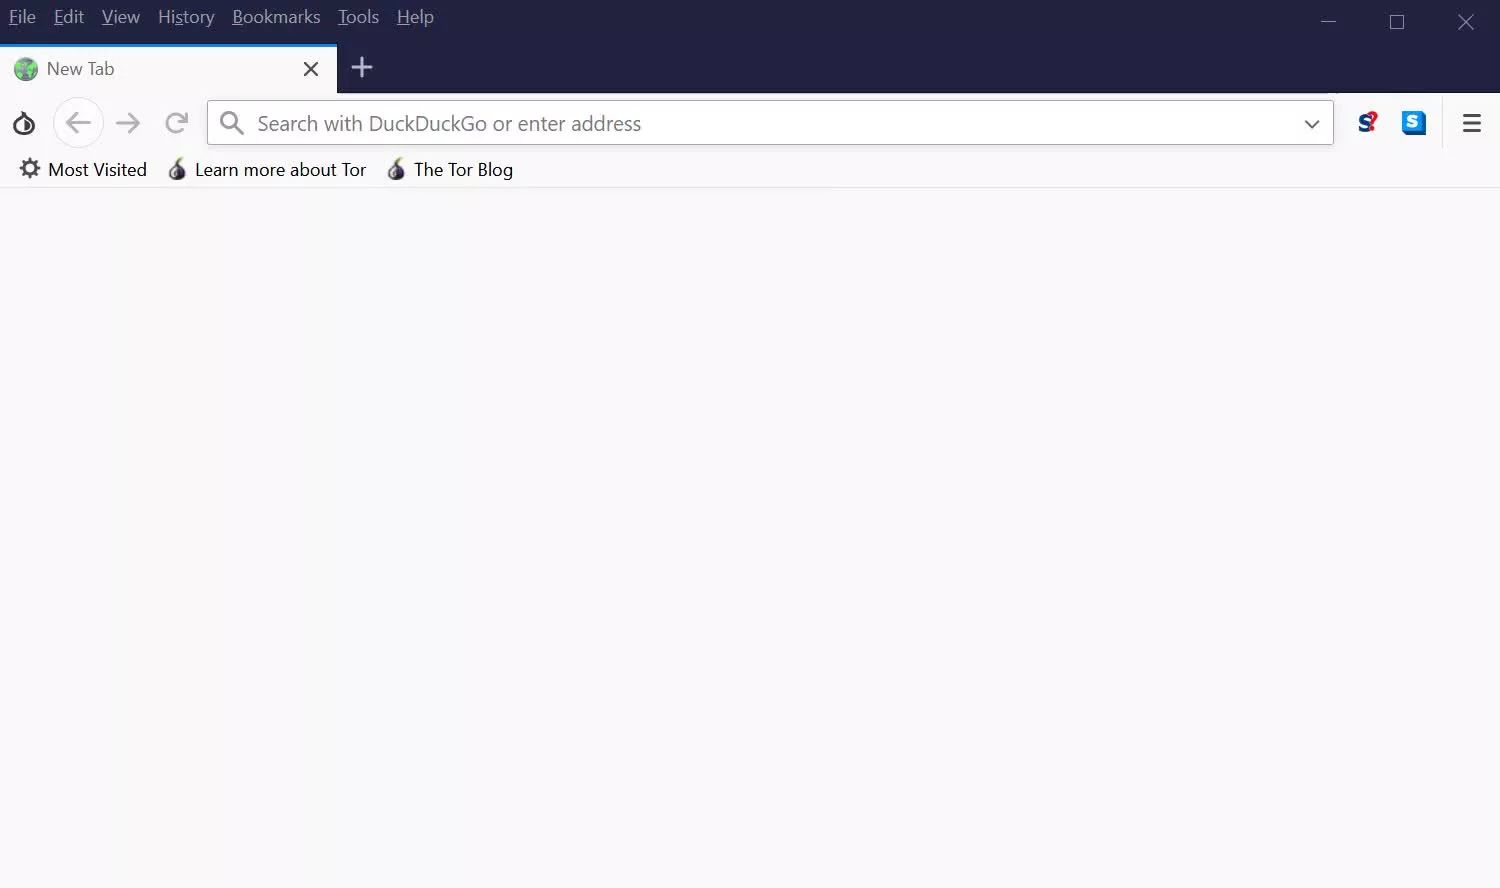 File Edit View History Bookmarks Tools Help
New Tab
Search with DuckDuckGo or enter address
S?
S
Most Visited Learn more about Tor The Tor Blog